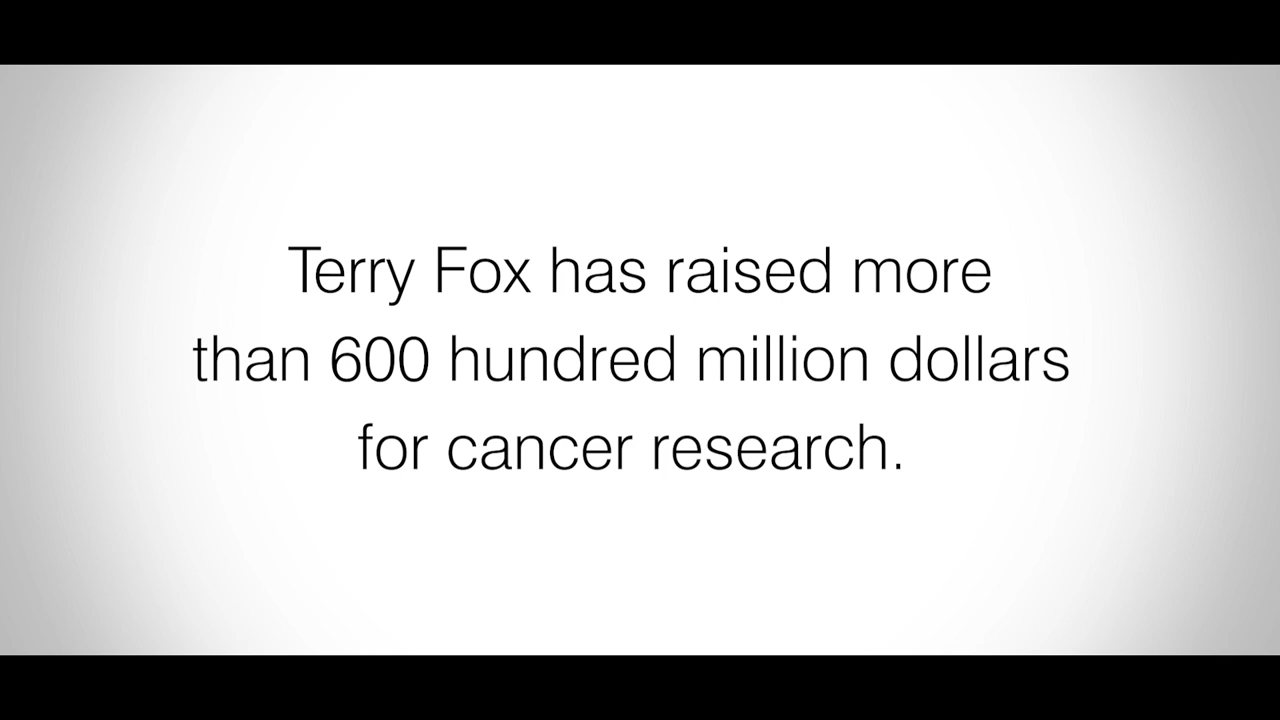 Terry Fox has raised more
than 600 hundred million dollars
for cancer research.